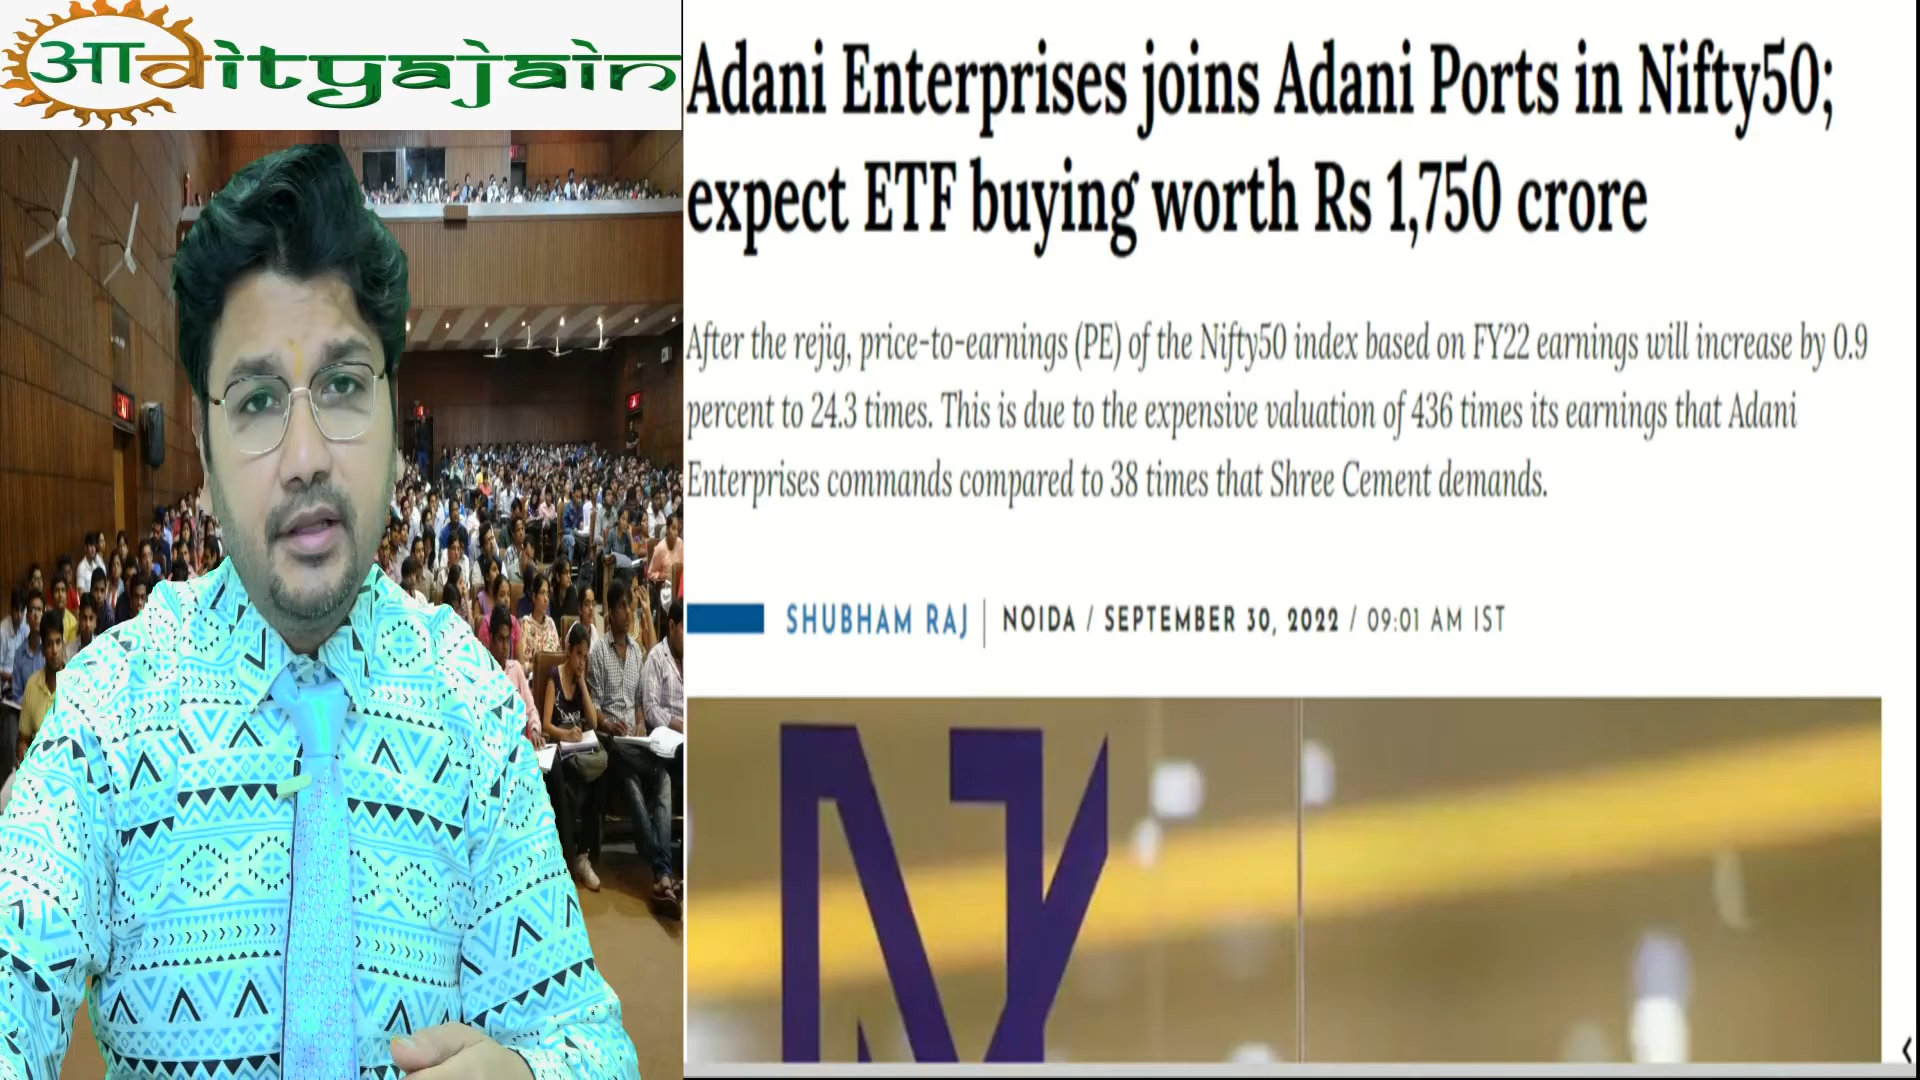 आdityajain
Adani Enterprises joins Adani Ports in Nifty50;
expect ETF buying worth Rs 1,750 crore
After the rejig, price-to-earnings (PE) of the Nifty50 index based on FY22 earnings will increase by 0.9
percent to 24.3 times. This is due to the expensive valuation of 436 times its earnings that Adani
Enterprises commands compared to 38 times that Shree Cement demands.
SHUBHAM RAJ | NOIDA / SEPTEMBER 30, 2022 / 09:01 AM IST